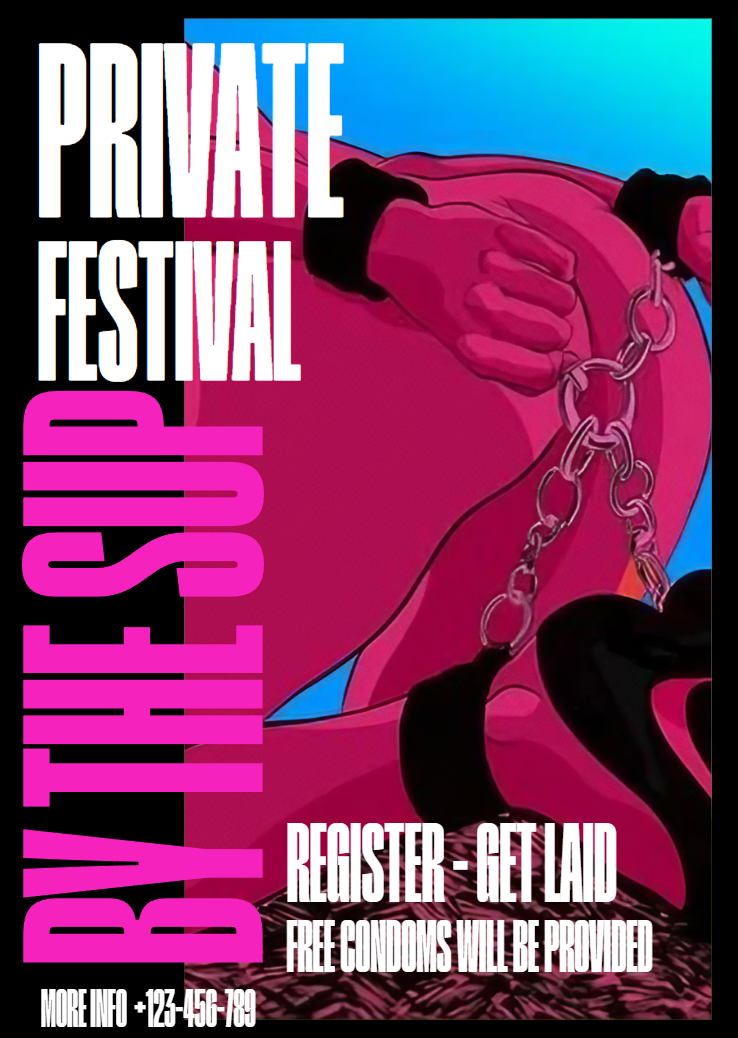 PRIVATE
FESTIVAL
BY THE SUP
REGISTER - GET LAID
FREE CONDOMS WILL BE PROVIDED
MORE INFO +123-456-789